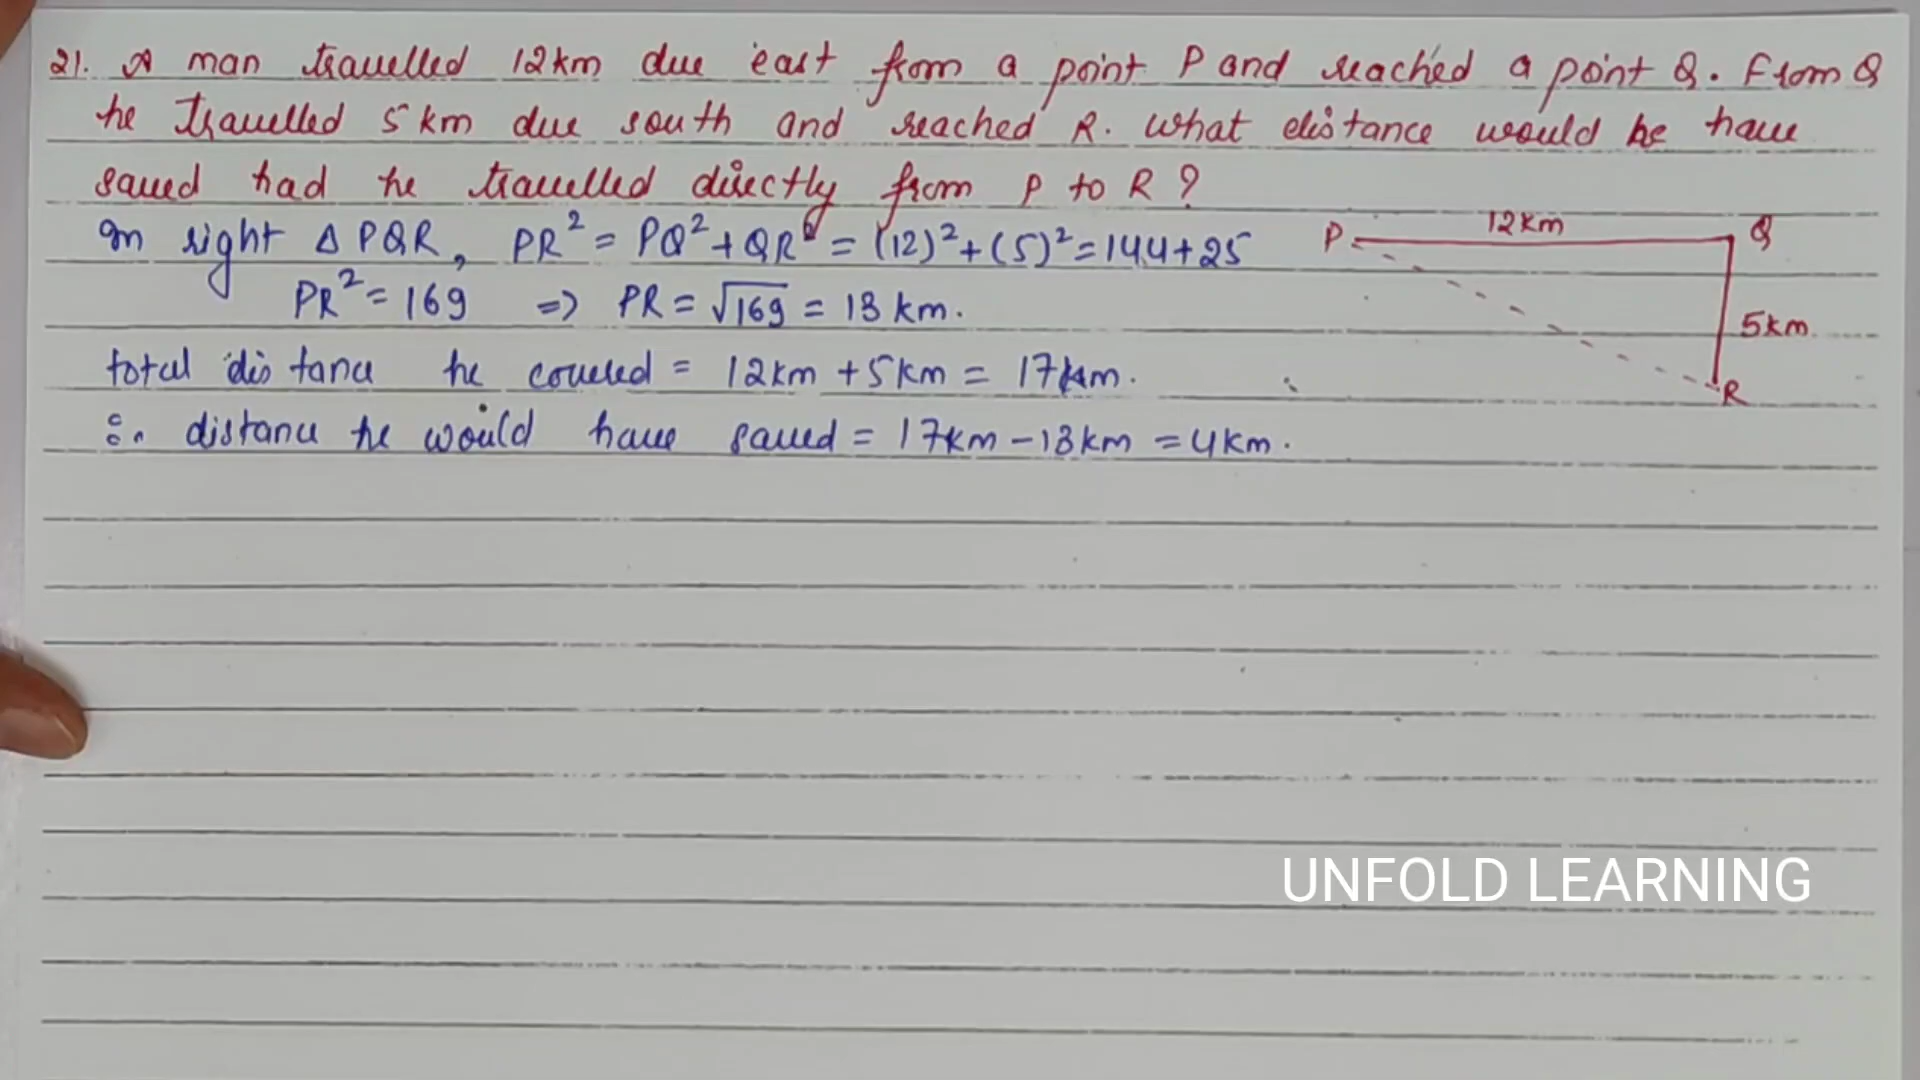 21. A man travelled 12km due east from a point P and reached a point Q. From Q
he travelled 5km due south and reached R. What distance would he have
saved had he travelled directly from P to R?
In right Δ PQR, PR² = PQ² + QR² = (12)² + (5)² = 144 + 25
PR² = 169 ⇒ PR = √169 = 13 km.
total distance he covered = 12km + 5km = 17km.
∴ distance he would have saved = 17km - 13km = 4km.
P 12km Q
5km
R
UNFOLD LEARNING